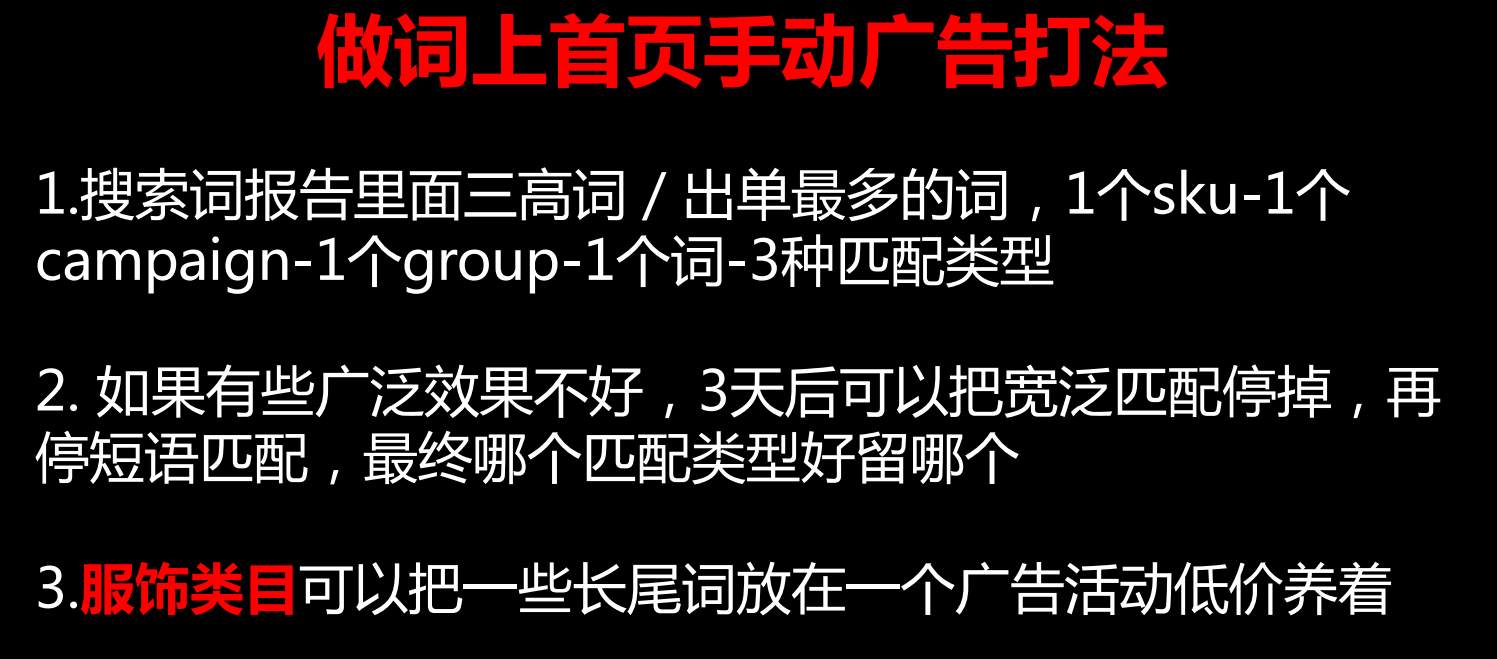 做词上首页手动广告打法
1.搜索词报告里面三高词 / 出单最多的词，1个sku-1个
campaign-1个group-1个词-3种匹配类型
2. 如果有些广泛效果不好，3天后可以把宽泛匹配停掉，再
停短语匹配，最终哪个匹配类型好留哪个
3.服饰类目可以把一些长尾词放在一个广告活动低价养着